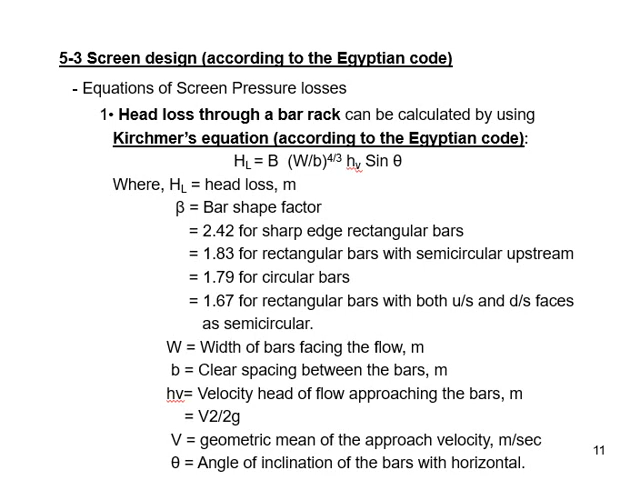 5-3 Screen design (according to the Egyptian code)
- Equations of Screen Pressure losses
1• Head loss through a bar rack can be calculated by using
Kirchmer's equation (according to the Egyptian code):
HL = B (W/b)4/3 hv Sin θ
Where, HL = head loss, m
β = Bar shape factor
= 2.42 for sharp edge rectangular bars
= 1.83 for rectangular bars with semicircular upstream
= 1.79 for circular bars
= 1.67 for rectangular bars with both u/s and d/s faces
as semicircular.
W = Width of bars facing the flow, m
b = Clear spacing between the bars, m
hv= Velocity head of flow approaching the bars, m
= V2/2g
V = geometric mean of the approach velocity, m/sec
θ = Angle of inclination of the bars with horizontal.
11